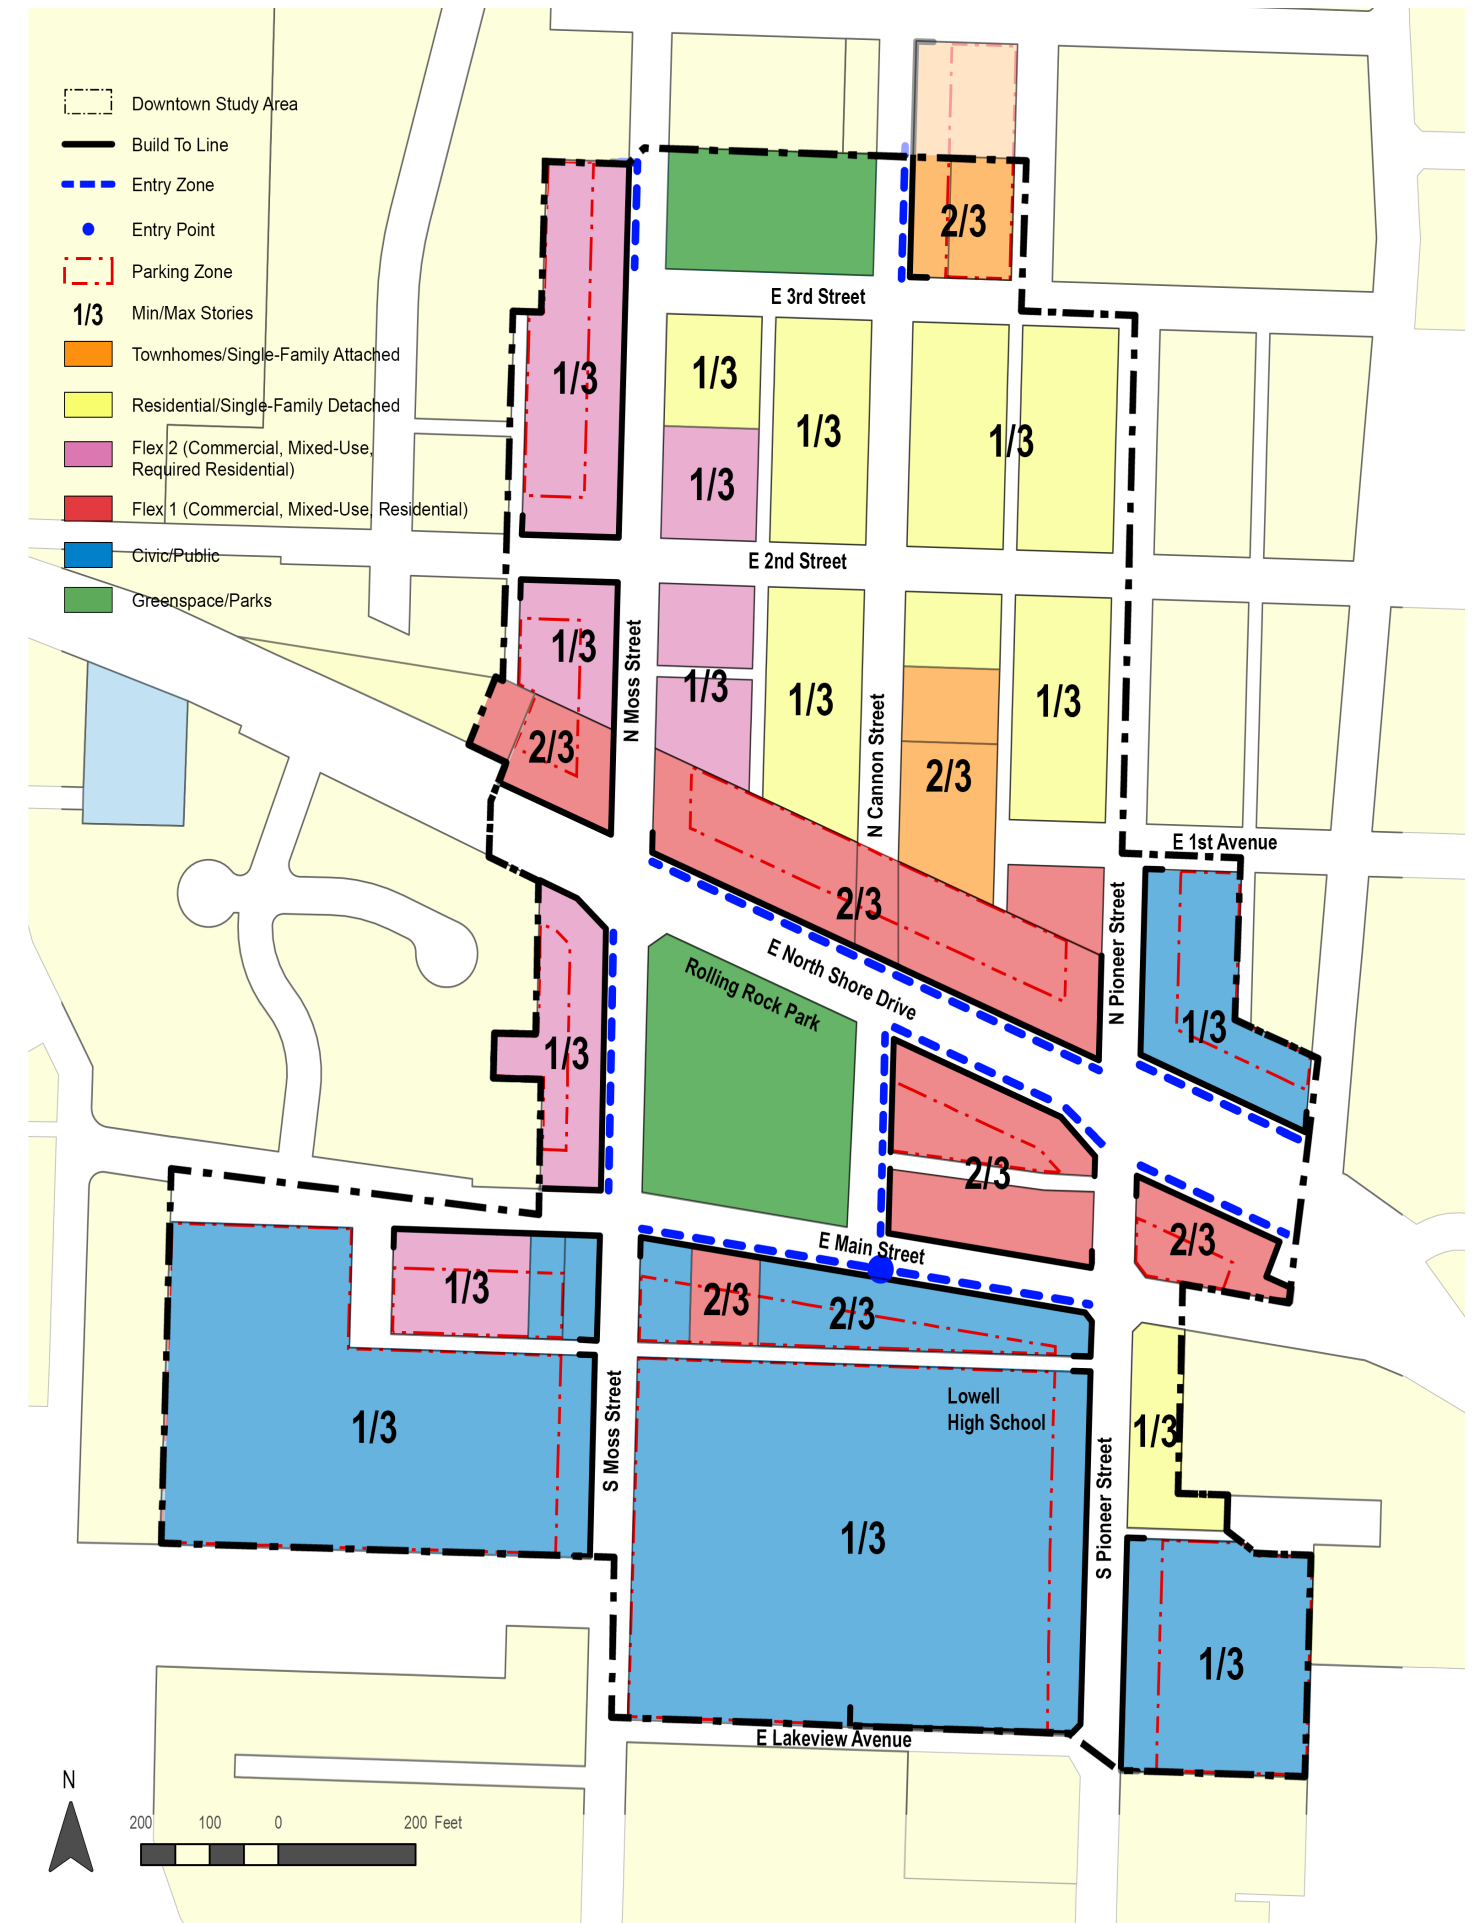 Downtown Study Area
Build To Line
Entry Zone
Entry Point
Parking Zone
1/3
Min/Max Stories
Townhomes/Single-Family Attached
Residential/Single-Family Detached
Flex 2 (Commercial, Mixed-Use,
Required Residential)
Flex 1 (Commercial, Mixed-Use, Residential)
Civic/Public
Greenspace/Parks
2/3
E 3rd Street
1/3
1/3
1/3
1/3
1/3
E 2nd Street
1/3
N Moss Street
1/3
1/3
1/3
2/3
N Cannon Street
2/3
E 1st Avenue
2/3
N Pioneer Street
E North Shore Drive
Rolling Rock Park
1/3
1/3
2/3
E Main Street
2/3
1/3
2/3
2/3
Lowell
High School
S Moss Street
1/3
1/3
S Pioneer Street
1/3
1/3
E Lakeview Avenue
N
200 100 0 200 Feet